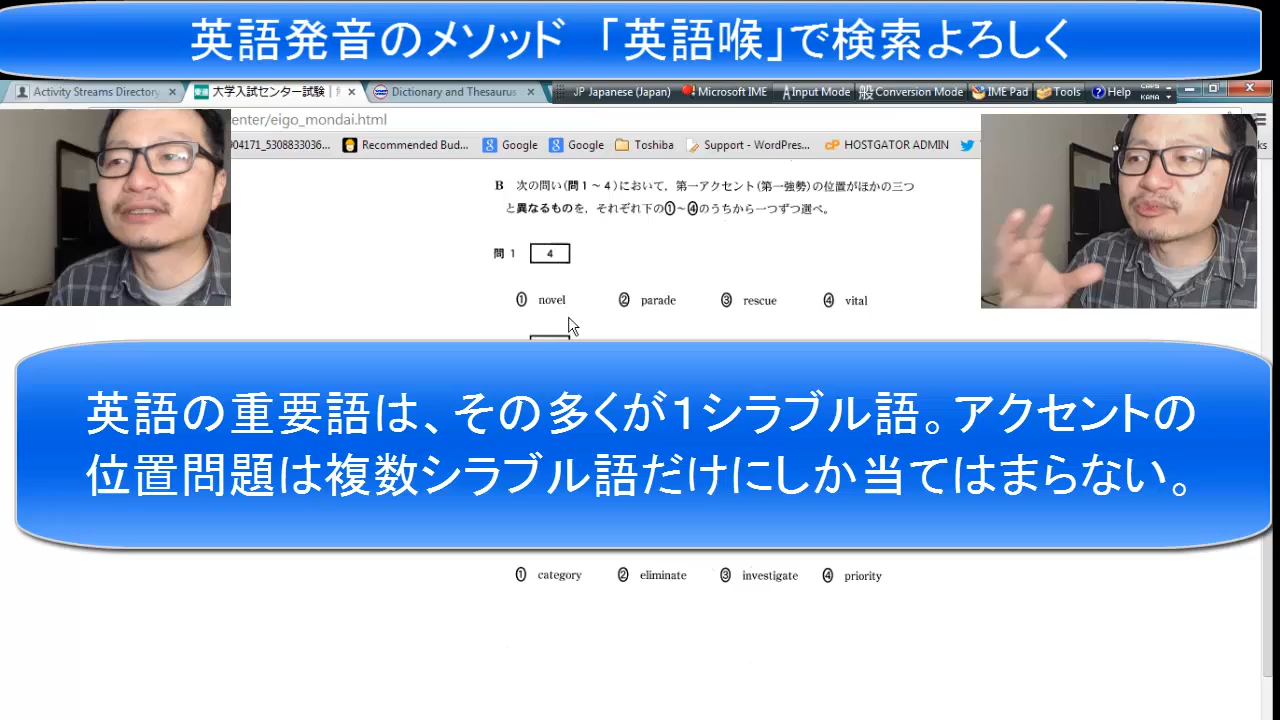 英語発音のメソッド 「英語喉」で検索よろしく
Activity Streams Directory
大学入試センター試験
Dictionary and Thesaurus
JP Japanese (Japan)
Microsoft IME
Input Mode
Conversion Mode
IME Pad
Tools
Help
CAPS
KANA
enter/eigo_mondai.html
04171_5308833036...
Recommended Bud...
Google
Google
Toshiba
Support - WordPres...
HOSTGATOR ADMIN
ks
B 次の問い(問1～4)において，第一アクセント(第一強勢)の位置がほかの三つ
と異なるものを，それぞれ下の①～④のうちから一つずつ選べ。
問 1 4
① novel ② parade ③ rescue ④ vital
英語の重要語は、その多くが１シラブル語。アクセントの
位置問題は複数シラブル語だけにしか当てはまらない。
① category ② eliminate ③ investigate ④ priority